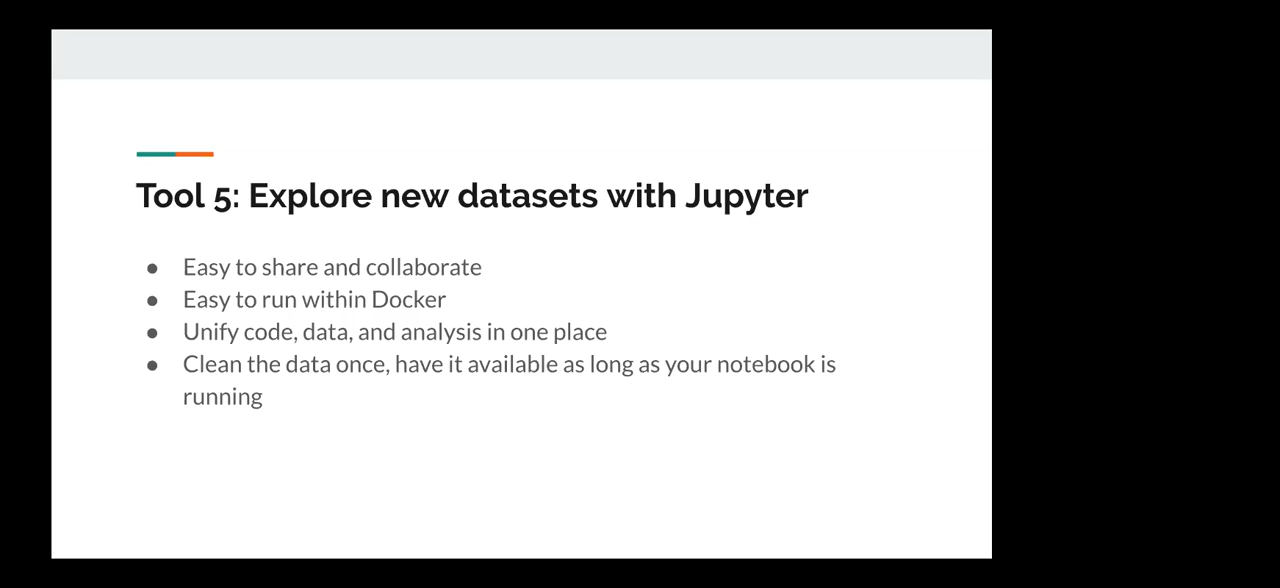 Tool 5: Explore new datasets with Jupyter
● Easy to share and collaborate
● Easy to run within Docker
● Unify code, data, and analysis in one place
● Clean the data once, have it available as long as your notebook is
running